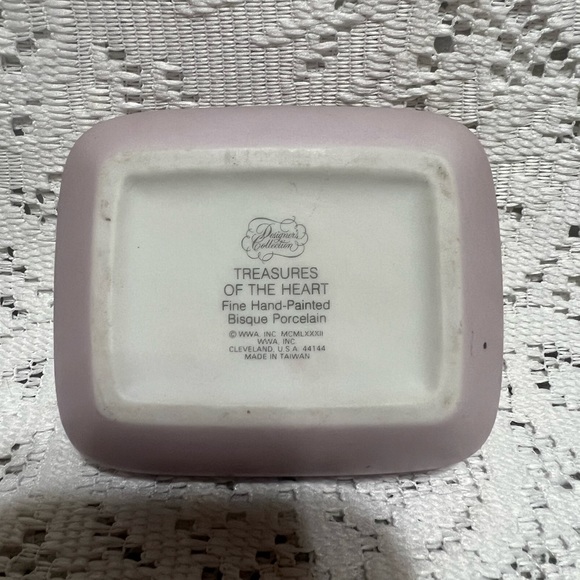 Designers
Collection
TREASURES
OF THE HEART
Fine Hand-Painted
Bisque Porcelain
© WWA, INC. MCMLXXXII
WWA, INC.
CLEVELAND, U.S.A. 44144
MADE IN TAIWAN